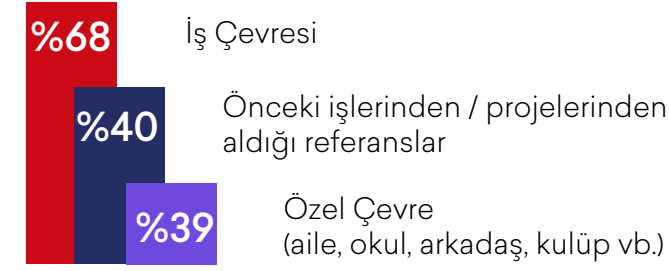 %68 İş Çevresi
%40 Önceki işlerinden / projelerinden
aldığı referanslar
%39 Özel Çevre
(aile, okul, arkadaş, kulüp vb.)